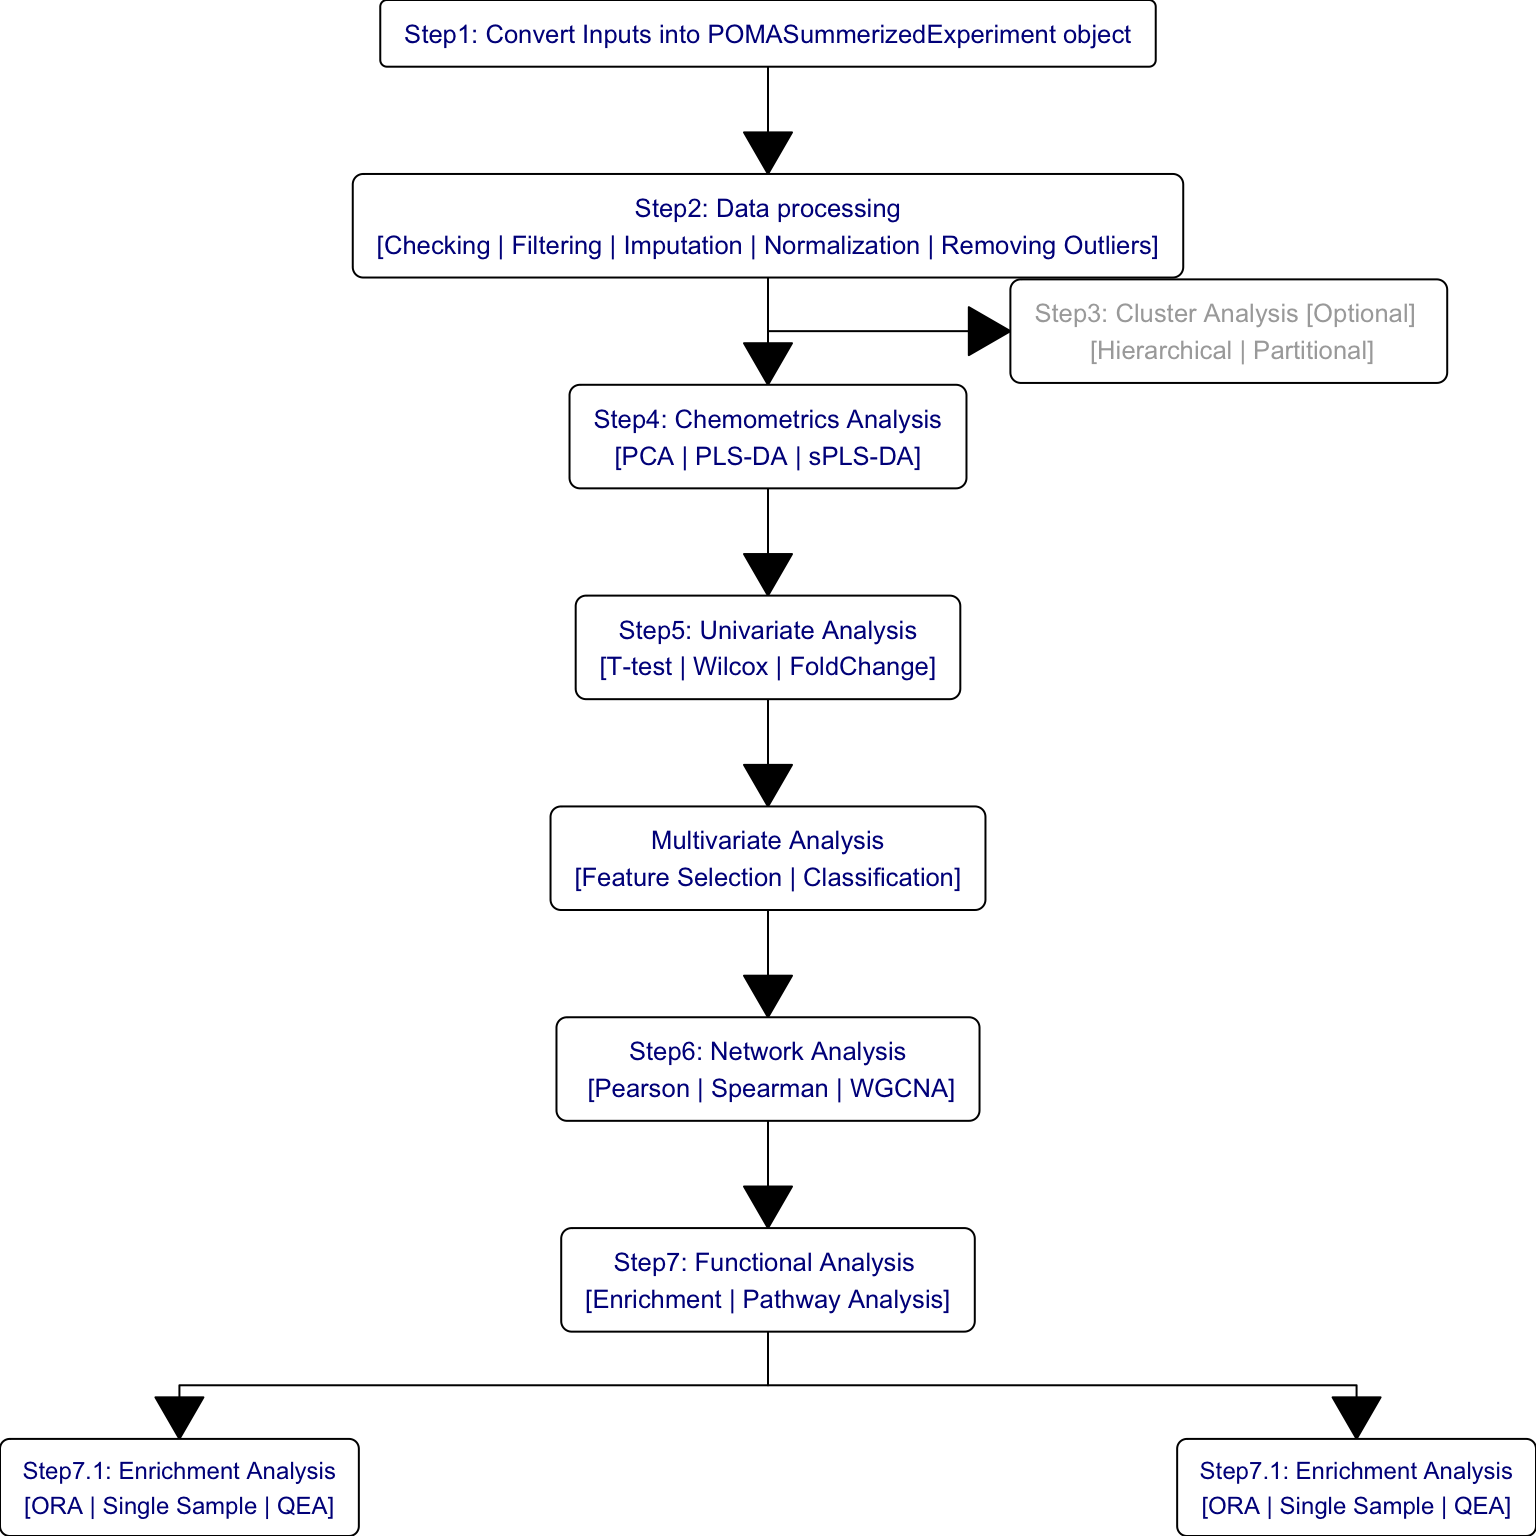 Step1: Convert Inputs into POMASummerizedExperiment object
Step2: Data processing
[Checking | Filtering | Imputation | Normalization | Removing Outliers]
Step3: Cluster Analysis [Optional]
[Hierarchical | Partitional]
Step4: Chemometrics Analysis
[PCA | PLS-DA | sPLS-DA]
Step5: Univariate Analysis
[T-test | Wilcox | FoldChange]
Multivariate Analysis
[Feature Selection | Classification]
Step6: Network Analysis
[Pearson | Spearman | WGCNA]
Step7: Functional Analysis
[Enrichment | Pathway Analysis]
Step7.1: Enrichment Analysis
[ORA | Single Sample | QEA]
Step7.1: Enrichment Analysis
[ORA | Single Sample | QEA]